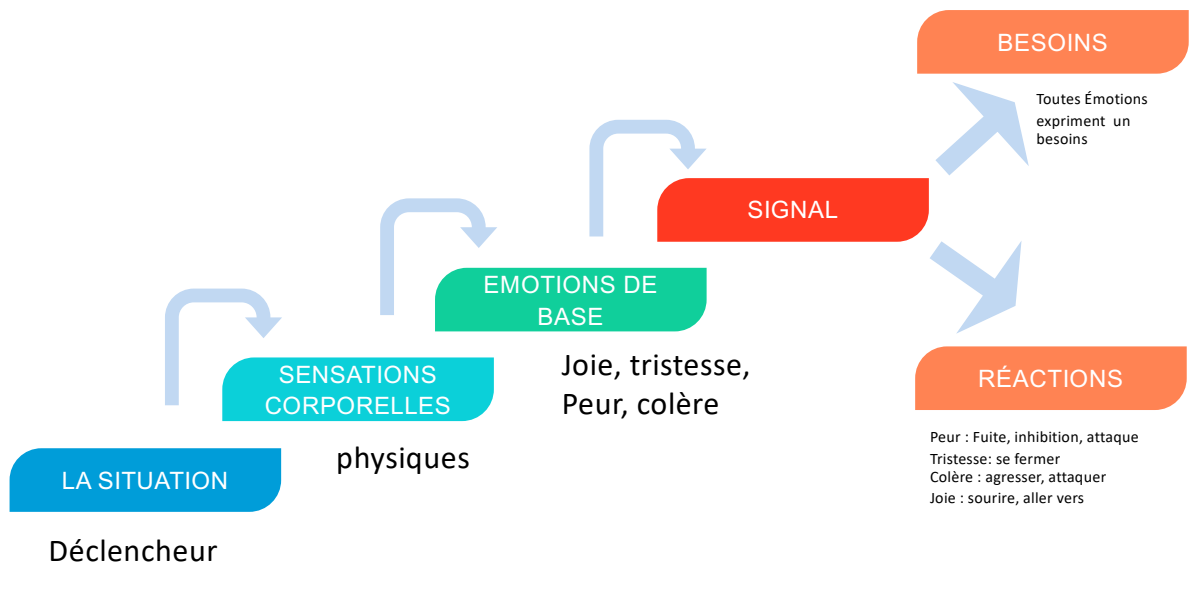 BESOINS
Toutes Émotions
expriment un
besoins
SIGNAL
EMOTIONS DE
BASE
Joie, tristesse,
Peur, colère
SENSATIONS
CORPORELLES
physiques
LA SITUATION
Déclencheur
RÉACTIONS
Peur : Fuite, inhibition, attaque
Tristesse: se fermer
Colère : agresser, attaquer
Joie : sourire, aller vers